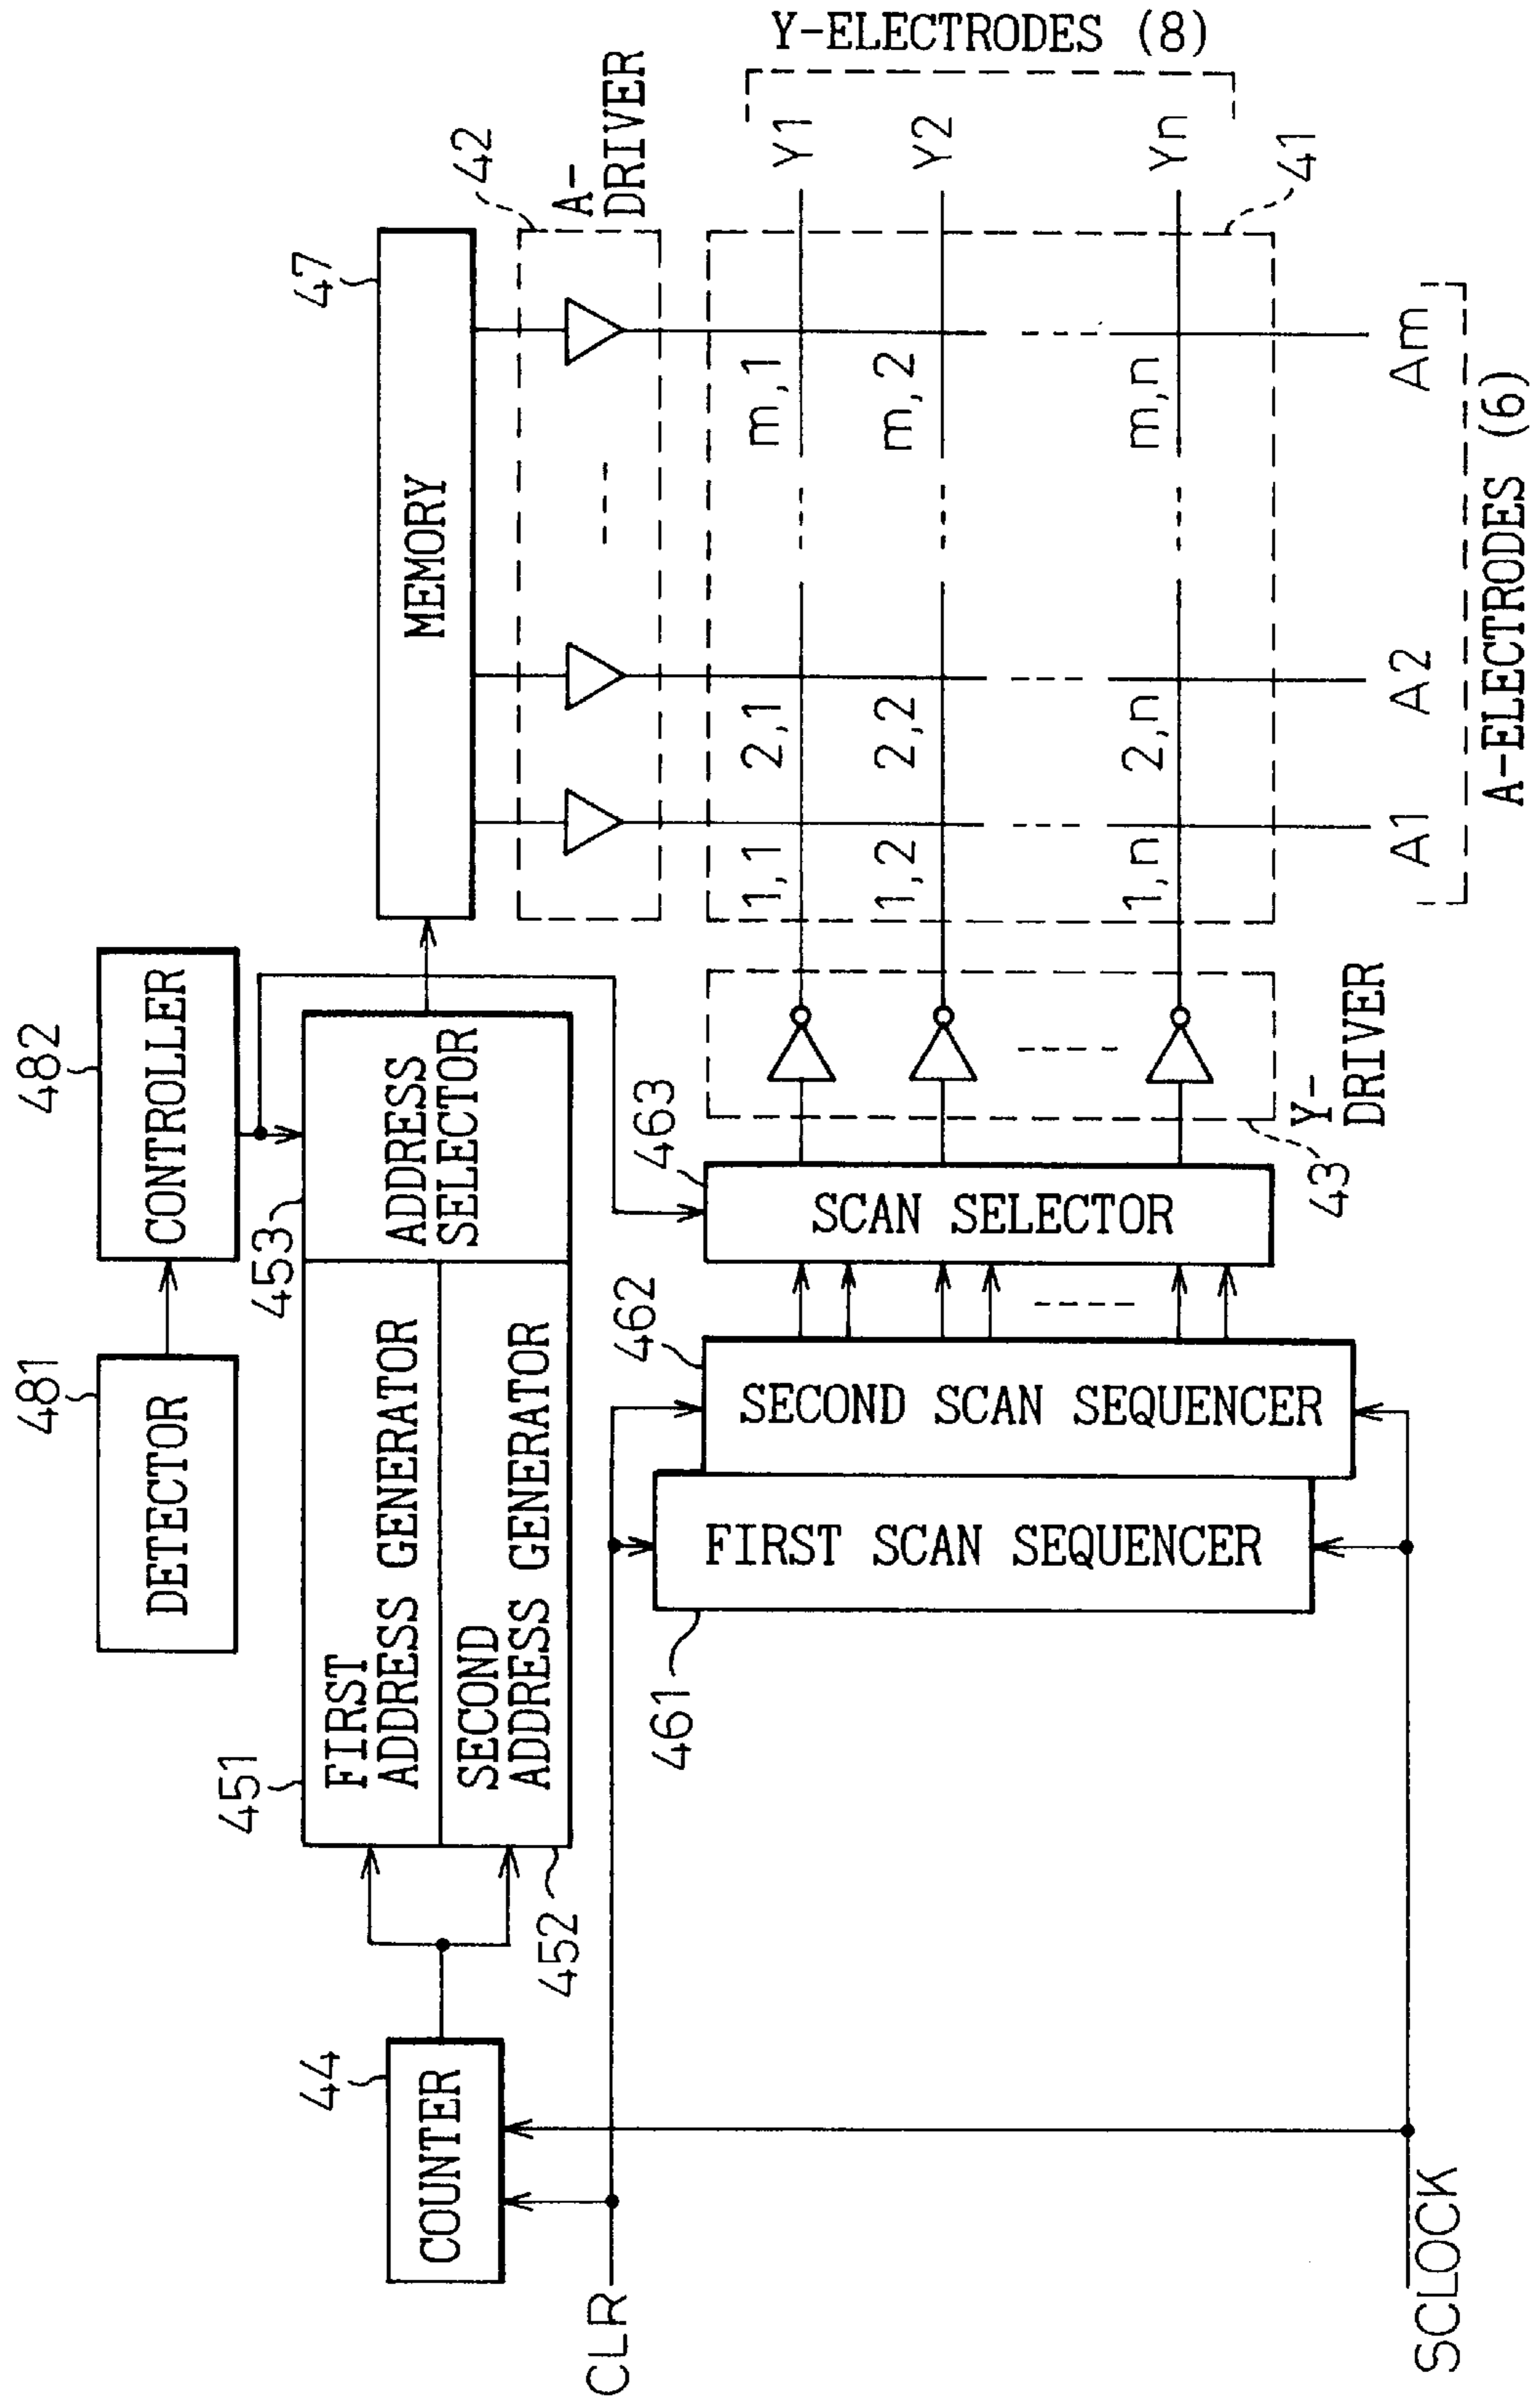 481
DETECTOR
482
CONTROLLER
44
COUNTER
451
FIRST
ADDRESS GENERATOR
SECOND
ADDRESS GENERATOR
452
453
ADDRESS
SELECTOR
47
MEMORY
42
A-
DRIVER
CLR
SCLOCK
461
FIRST SCAN SEQUENCER
462
SECOND SCAN SEQUENCER
463
SCAN SELECTOR
43
Y-
DRIVER
Y-ELECTRODES (8)
1,1 2,1 m,1 Y1
1,2 2,2 m,2 Y2
1,n 2,n m,n Yn
41
A1 A2 Am
A-ELECTRODES (6)